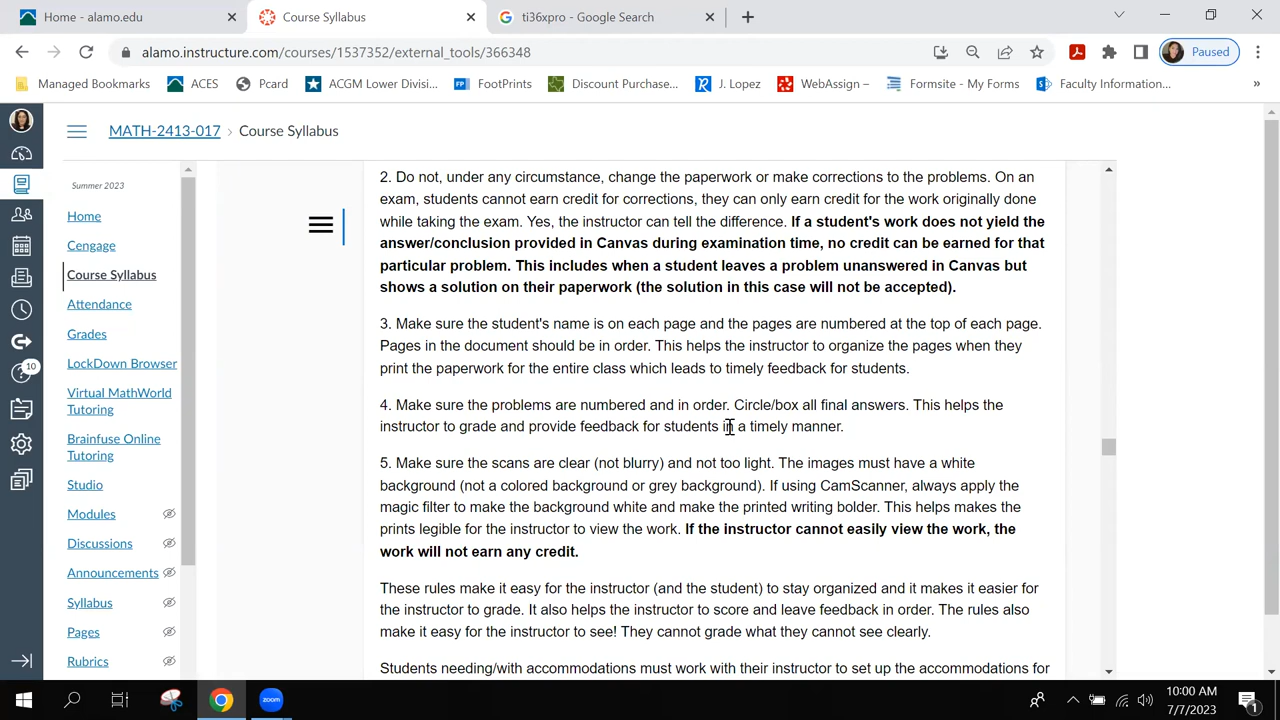 Home - alamo.edu
Course Syllabus
ti36xpro - Google Search
alamo.instructure.com/courses/1537352/external_tools/366348
Paused
Managed Bookmarks
ACES
Pcard
ACGM Lower Divisi...
FootPrints
Discount Purchase...
J. Lopez
WebAssign –
Formsite - My Forms
Faculty Information...
»
MATH-2413-017 › Course Syllabus
Summer 2023
Home
Cengage
Course Syllabus
Attendance
Grades
LockDown Browser
Virtual MathWorld
Tutoring
Brainfuse Online
Tutoring
Studio
Modules
Discussions
Announcements
Syllabus
Pages
Rubrics
10
2. Do not, under any circumstance, change the paperwork or make corrections to the problems. On an
exam, students cannot earn credit for corrections, they can only earn credit for the work originally done
while taking the exam. Yes, the instructor can tell the difference. If a student's work does not yield the
answer/conclusion provided in Canvas during examination time, no credit can be earned for that
particular problem. This includes when a student leaves a problem unanswered in Canvas but
shows a solution on their paperwork (the solution in this case will not be accepted).
3. Make sure the student's name is on each page and the pages are numbered at the top of each page.
Pages in the document should be in order. This helps the instructor to organize the pages when they
print the paperwork for the entire class which leads to timely feedback for students.
4. Make sure the problems are numbered and in order. Circle/box all final answers. This helps the
instructor to grade and provide feedback for students in a timely manner.
5. Make sure the scans are clear (not blurry) and not too light. The images must have a white
background (not a colored background or grey background). If using CamScanner, always apply the
magic filter to make the background white and make the printed writing bolder. This helps makes the
prints legible for the instructor to view the work. If the instructor cannot easily view the work, the
work will not earn any credit.
These rules make it easy for the instructor (and the student) to stay organized and it makes it easier for
the instructor to grade. It also helps the instructor to score and leave feedback in order. The rules also
make it easy for the instructor to see! They cannot grade what they cannot see clearly.
Students needing/with accommodations must work with their instructor to set up the accommodations for
zoom
10:00 AM
7/7/2023
1